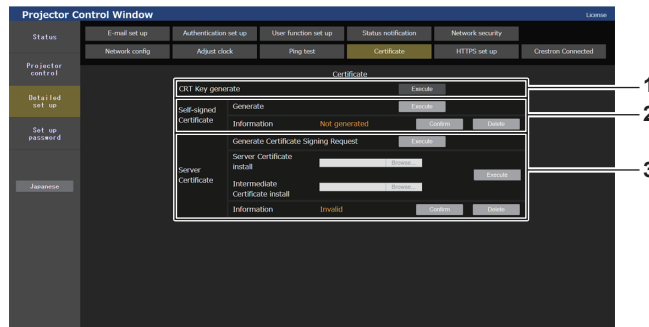 Projector Control Window
License
Status
E-mail set up
Authentication set up
User function set up
Status notification
Network security
Network config
Adjust clock
Ping test
Certificate
HTTPS set up
Crestron Connected
Projector
control
Detailed
set up
Set up
password
Japanese
Certificate
CRT Key generate
Execute
1
Self-signed
Certificate
Generate
Execute
2
Information
Not generated
Confirm
Delete
Server
Certificate
Generate Certificate Signing Request
Execute
Server Certificate
install
Browse...
Execute
3
Intermediate
Certificate install
Browse...
Information
Invalid
Confirm
Delete